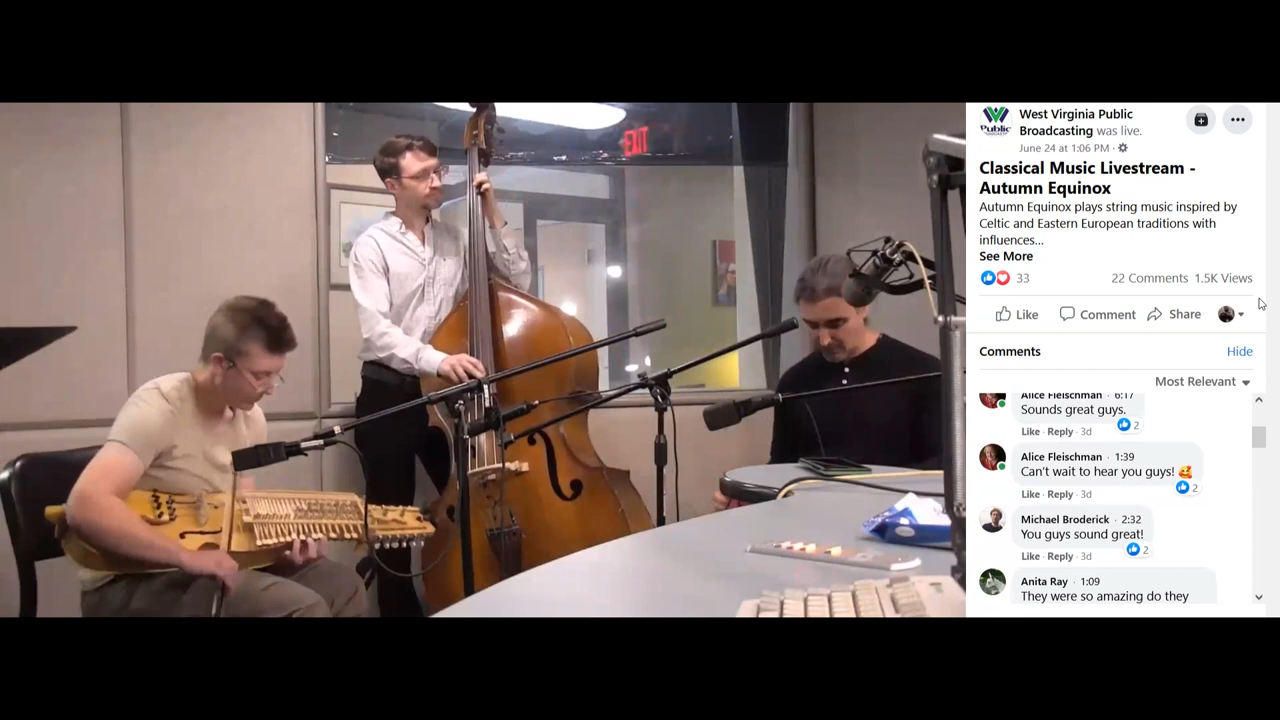 EXIT
Public
West Virginia Public
Broadcasting was live.
June 24 at 1:06 PM ·
Classical Music Livestream -
Autumn Equinox
Autumn Equinox plays string music inspired by
Celtic and Eastern European traditions with
influences...
See More
33
22 Comments 1.5K Views
Like
Comment
Share
Comments
Hide
Most Relevant
Alice Fleischman · 6:17
Sounds great guys.
2
Like · Reply · 3d
Alice Fleischman · 1:39
Can't wait to hear you guys! 🥰
2
Like · Reply · 3d
Michael Broderick · 2:32
You guys sound great!
2
Like · Reply · 3d
Anita Ray · 1:09
They were so amazing do they